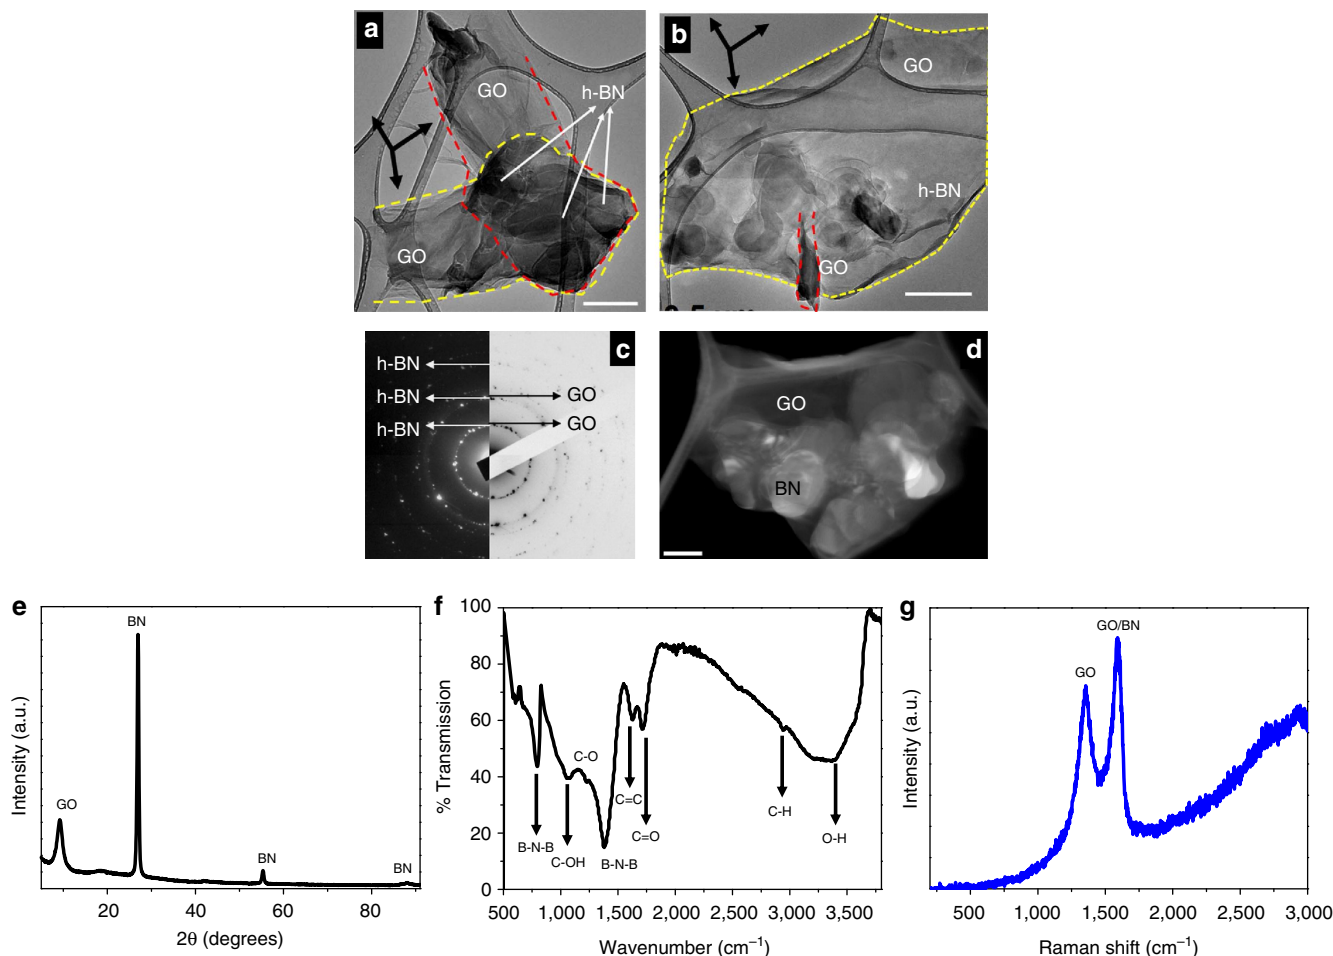 a
GO
h-BN
GO
b
GO
h-BN
GO
c
h-BN
h-BN
h-BN
GO
GO
d
GO
BN
e
BN
GO
BN
BN
Intensity (a.u.)
20 40 60 80
2θ (degrees)
f
100
80
60
40
20
0
% Transmission
C-O
C=C
C=O
B-N-B
C-OH
B-N-B
C-H
O-H
500 1,000 1,500 2,000 2,500 3,000 3,500
Wavenumber (cm⁻¹)
g
GO/BN
GO
Intensity (a.u.)
500 1,000 1,500 2,000 2,500 3,000
Raman shift (cm⁻¹)